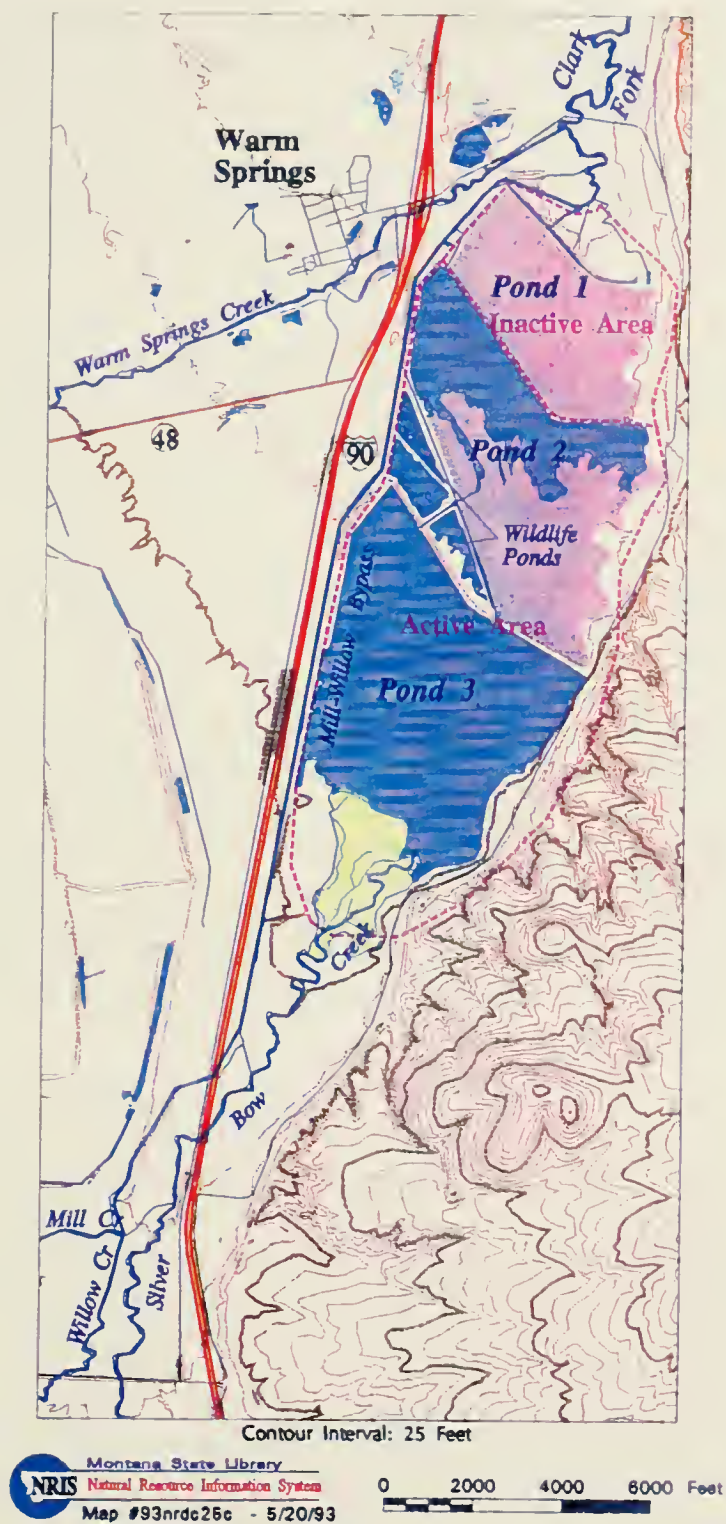 Clark
Fork
Warm
Springs
Pond 1
Inactive Area
Warm Springs Creek
48
90
Pond 2
Wildlife
Ponds
Mill-Willow Bypass
Active Area
Pond 3
Silver Bow Creek
Mill Cr
Willow Cr
Contour Interval: 25 Feet
NRIS
Montana State Library
Natural Resource Information System
Map #93nrdc26c - 5/20/93
0 2000 4000 6000 Feet